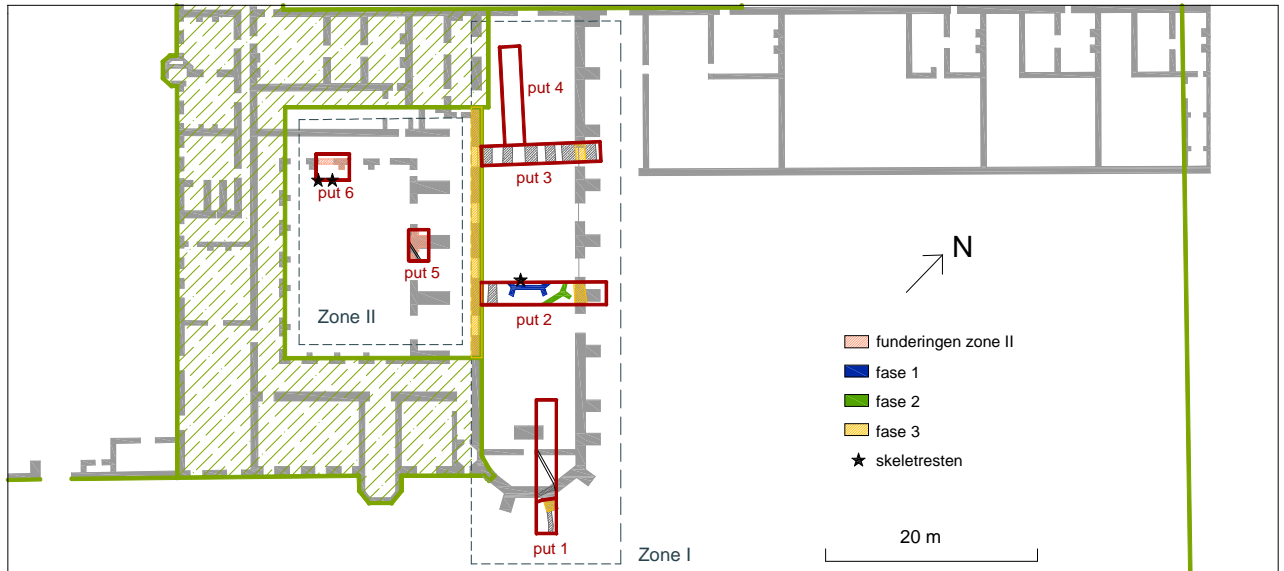 put 4
put 3
put 6
put 5
N
Zone II
put 2
funderingen zone II
fase 1
fase 2
fase 3
skeletresten
20 m
put 1
Zone I